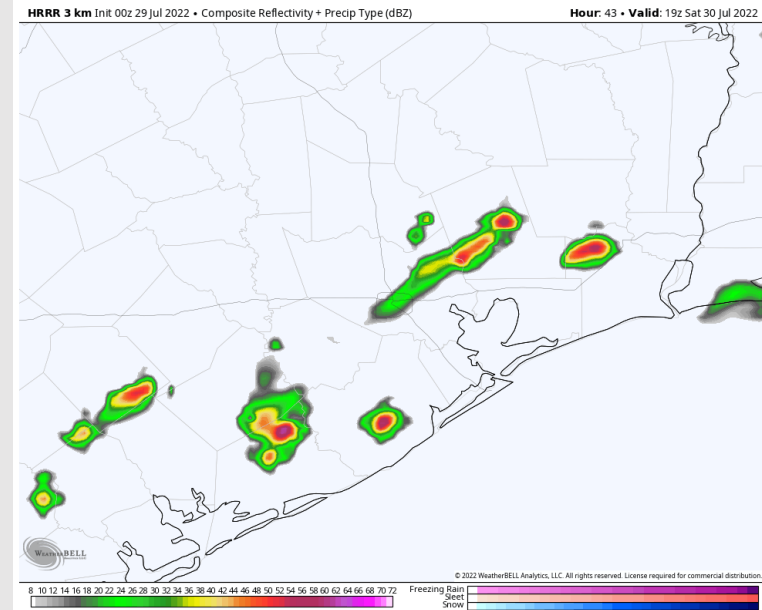 HRRR 3 km Init 00z 29 Jul 2022 • Composite Reflectivity + Precip Type (dBZ) Hour: 43 • Valid: 19z Sat 30 Jul 2022
WEATHERBELL
© 2022 WeatherBELL Analytics, LLC. All rights reserved. License required for commercial distribution.
8 10 12 14 16 18 20 22 24 26 28 30 32 34 36 38 40 42 44 46 48 50 52 54 56 58 60 62 64 66 68 70 72
Freezing Rain
Sleet
Snow